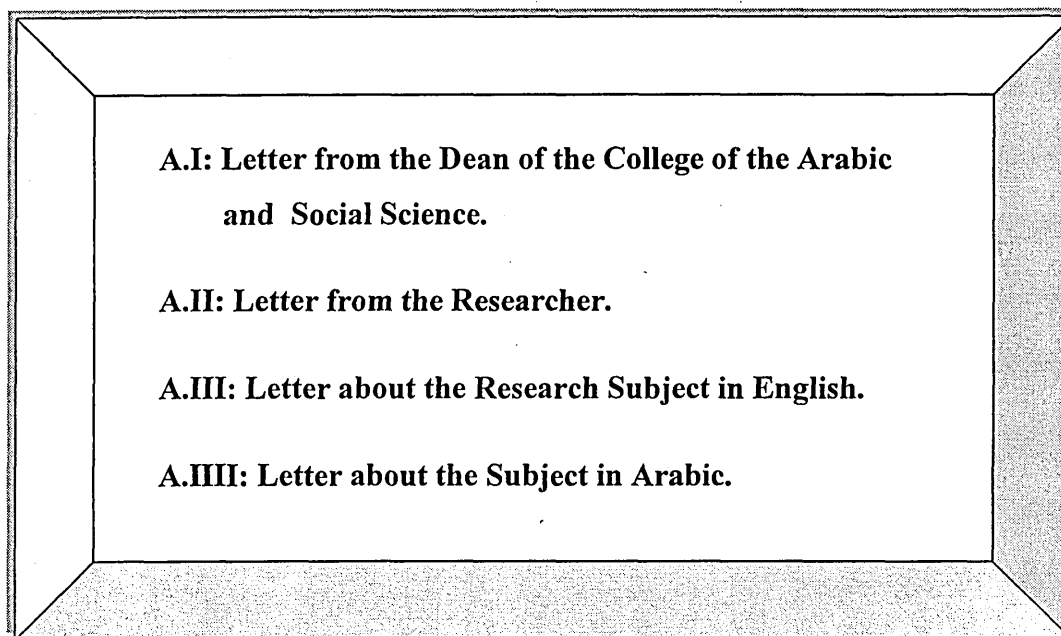 A.I: Letter from the Dean of the College of the Arabic
and Social Science.
A.II: Letter from the Researcher.
A.III: Letter about the Research Subject in English.
A.IIII: Letter about the Subject in Arabic.